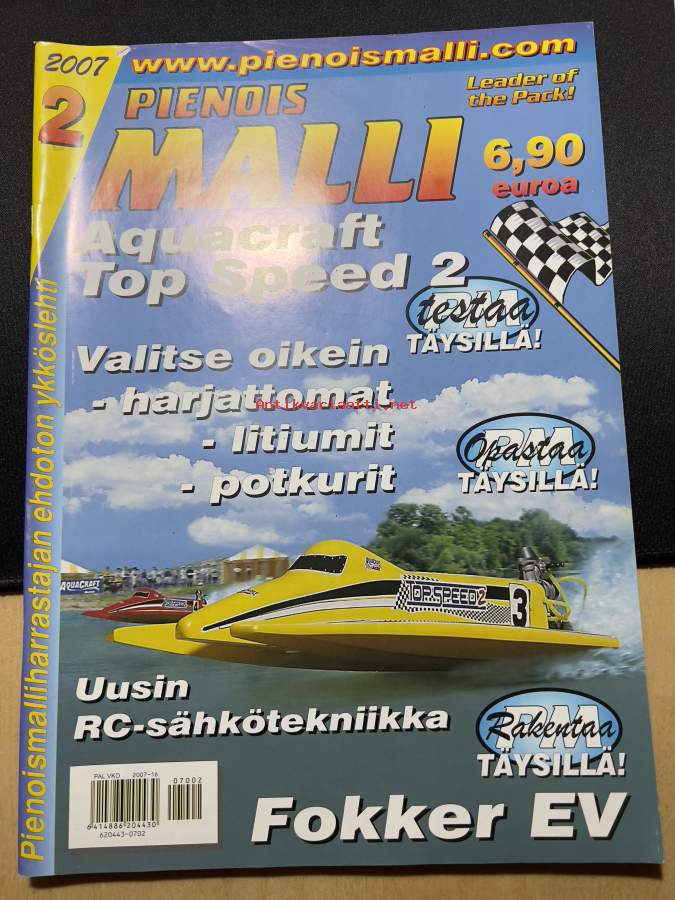 2007
2
www.pienoismalli.com
Leader of
the Pack!
PIENOIS
MALLI
6,90
euroa
Aquacraft
Top Speed 2
PM
testaa
TÄYSILLÄ!
Valitse oikein
- harjattomat
- litiumit
- potkurit
Antikvariaatti.net
PM
Opastaa
TÄYSILLÄ!
Pienoismalliharrastajan ehdoton ykköslehti
AQUACRAFT
TOP SPEED 2
3
Uusin
RC-sähkötekniikka
PM
Rakentaa
TÄYSILLÄ!
PAL VKO 2007-16
07002
6 414886 204430
620443-0702
Fokker EV